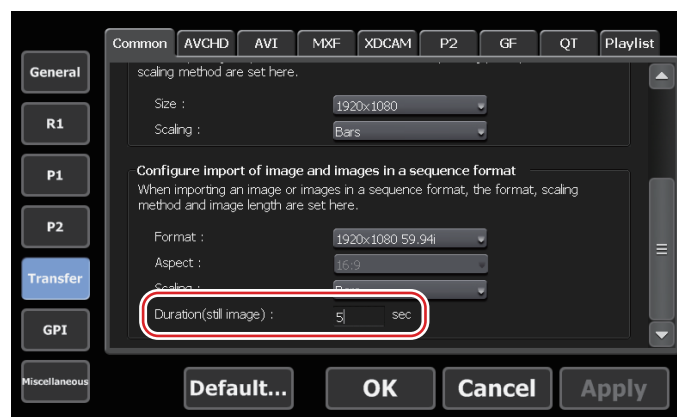 Common AVCHD AVI MXF XDCAM P2 GF QT Playlist
General
R1
P1
P2
Transfer
GPI
Miscellaneous
scaling method are set here.
Size :
1920x1080
Scaling :
Bars
Configure import of image and images in a sequence format
When importing an image or images in a sequence format, the format, scaling
method and image length are set here.
Format :
1920x1080 59.94i
Aspect :
16:9
Scaling :
Bars
Duration(still image) :
5
sec
Default... OK Cancel Apply